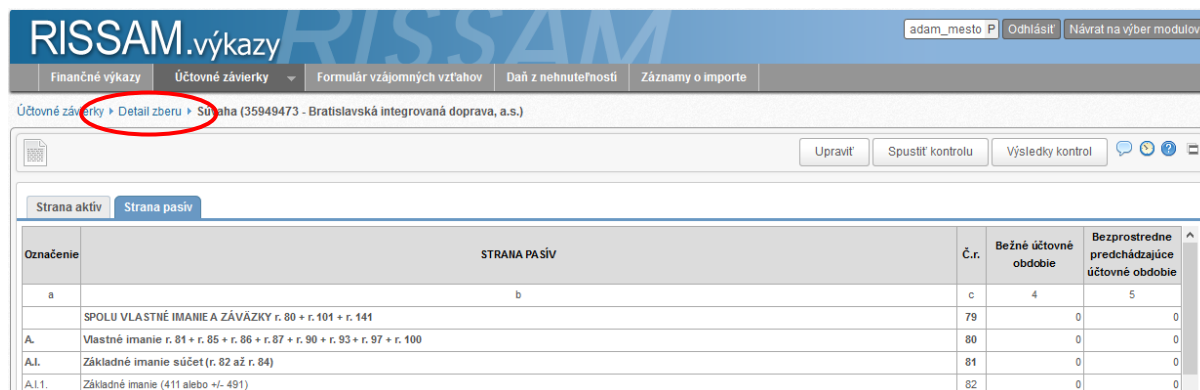 RISSAM.výkazy
RISSAM
adam_mesto P Odhlásiť Návrat na výber modulov
Finančné výkazy Účtovné závierky Formulár vzájomných vzťahov Daň z nehnuteľnosti Záznamy o importe
Účtovné závierky Detail zberu Súvaha (35949473 - Bratislavská integrovaná doprava, a.s.)
Upraviť Spustiť kontrolu Výsledky kontrol
Strana aktív Strana pasív
Označenie STRANA PASÍV Č.r. Bežné účtovné obdobie Bezprostredne predchádzajúce účtovné obdobie
a b c 4 5
SPOLU VLASTNÉ IMANIE A ZÁVÄZKY r. 80 + r. 101 + r. 141 79 0 0
A. Vlastné imanie r. 81 + r. 85 + r. 86 + r. 87 + r. 90 + r. 93 + r. 97 + r. 100 80 0 0
A.I. Základné imanie súčet (r. 82 až r. 84) 81 0 0
A.I.1. Základné imanie (411 alebo +/- 491) 82 0 0